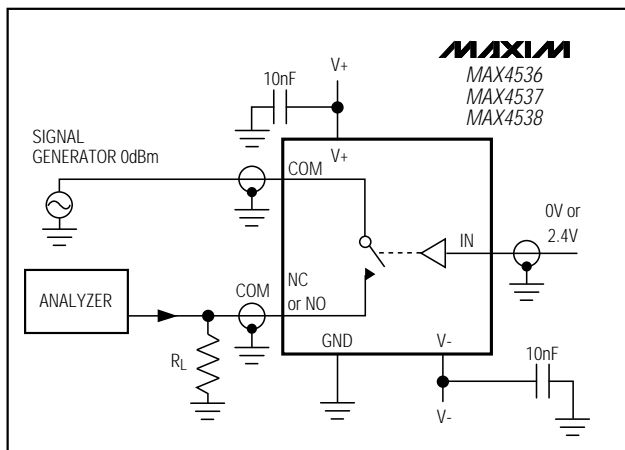 MAXIM
MAX4536
MAX4537
MAX4538
V+
10nF
SIGNAL
GENERATOR 0dBm
V+
COM
0V or
2.4V
IN
NC
or NO
COM
ANALYZER
GND
V-
10nF
RL
V-